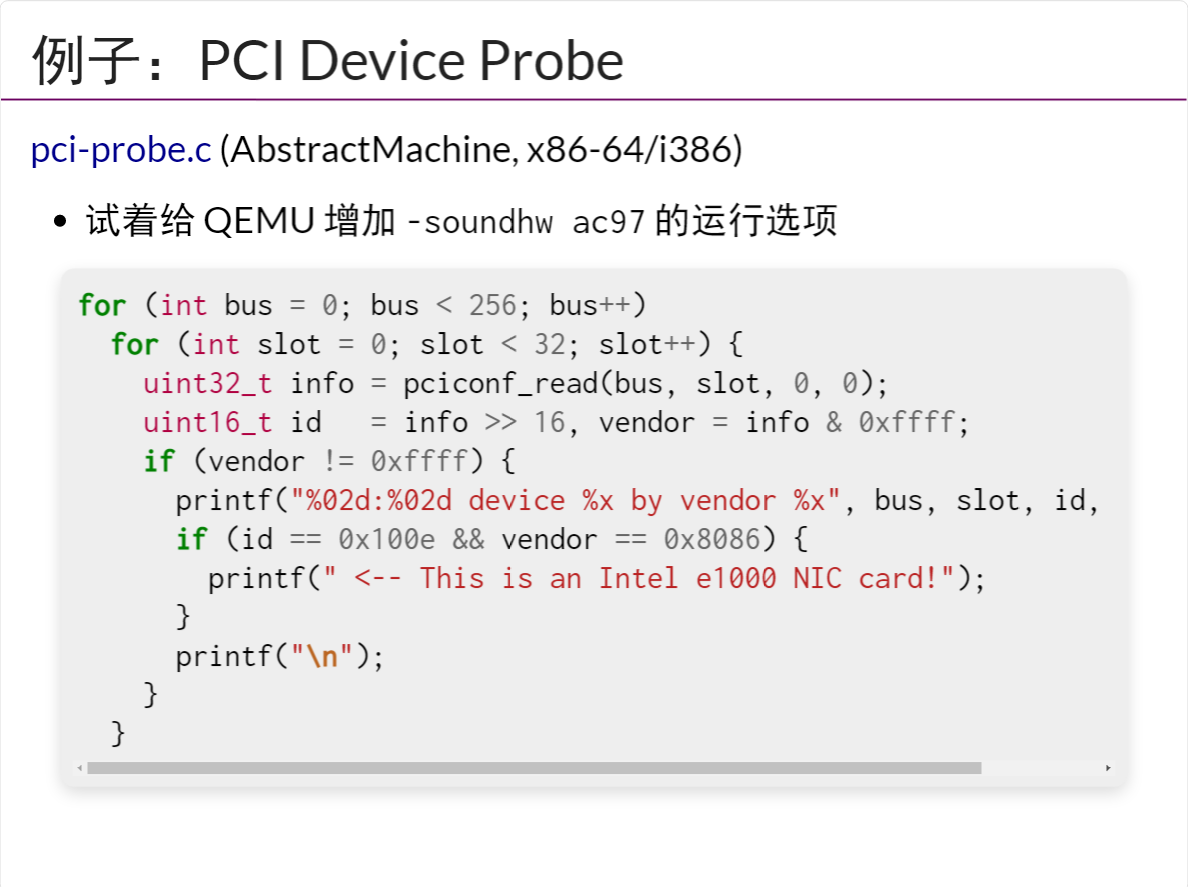 例子：PCI Device Probe
pci-probe.c (AbstractMachine, x86-64/i386)
• 试着给 QEMU 增加 -soundhw ac97 的运行选项
for (int bus = 0; bus < 256; bus++)
  for (int slot = 0; slot < 32; slot++) {
    uint32_t info = pciconf_read(bus, slot, 0, 0);
    uint16_t id   = info >> 16, vendor = info & 0xffff;
    if (vendor != 0xffff) {
      printf("%02d:%02d device %x by vendor %x", bus, slot, id,
      if (id == 0x100e && vendor == 0x8086) {
        printf(" <-- This is an Intel e1000 NIC card!");
      }
      printf("\n");
    }
  }